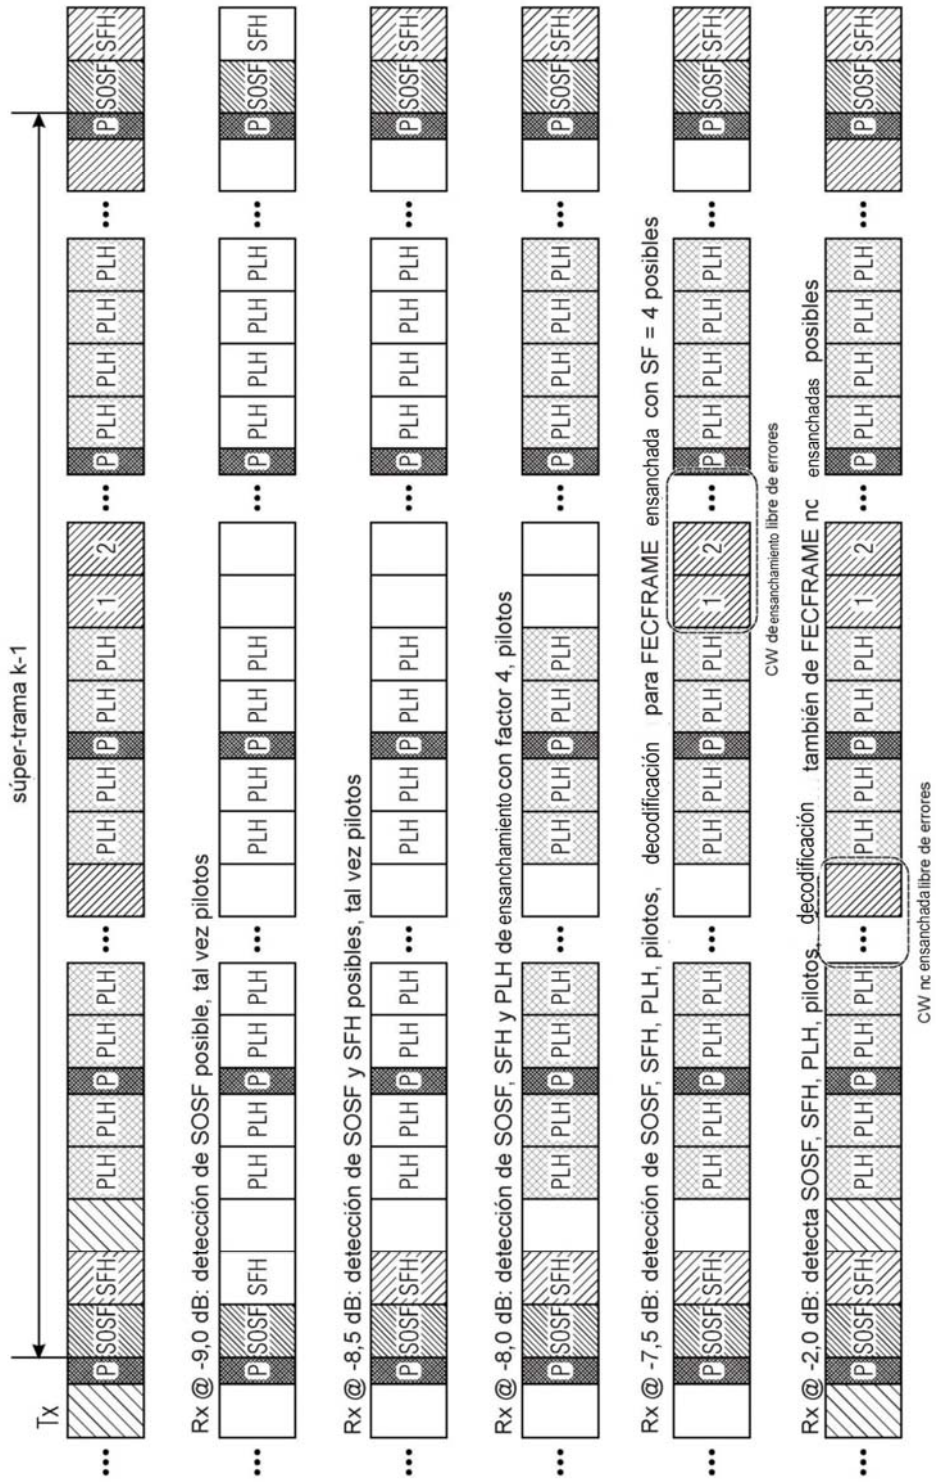 súper-trama k-1
Tx
... P SOSF SFH PLH PLH P PLH PLH ... PLH PLH P PLH PLH 1 2 ... P PLH PLH PLH PLH ... P SOSF SFH
Rx @ -9,0 dB: detección de SOSF posible, tal vez pilotos
... P SOSF SFH PLH PLH P PLH PLH ... PLH PLH P PLH PLH ... P PLH PLH PLH PLH ... P SOSF SFH
Rx @ -8,5 dB: detección de SOSF y SFH posibles, tal vez pilotos
... P SOSF SFH PLH PLH P PLH PLH ... PLH PLH P PLH PLH ... P PLH PLH PLH PLH ... P SOSF SFH
Rx @ -8,0 dB: detección de SOSF, SFH y PLH de ensanchamiento con factor 4, pilotos
... P SOSF SFH PLH PLH P PLH PLH ... PLH PLH P PLH PLH ... P PLH PLH PLH PLH ... P SOSF SFH
Rx @ -7,5 dB: detección de SOSF, SFH, PLH, pilotos, decodificación para FECFRAME ensanchada con SF = 4 posibles
... P SOSF SFH PLH PLH P PLH PLH ... PLH PLH P PLH PLH 1 2 ... P PLH PLH PLH PLH ... P SOSF SFH
CW de ensanchamiento libre de errores
Rx @ -2,0 dB: detecta SOSF, SFH, PLH, pilotos, decodificación también de FECFRAME nc ensanchadas posibles
... P SOSF SFH PLH PLH P PLH PLH ... PLH PLH P PLH PLH 1 2 ... P PLH PLH PLH PLH ... P SOSF SFH
CW nc ensanchada libre de errores